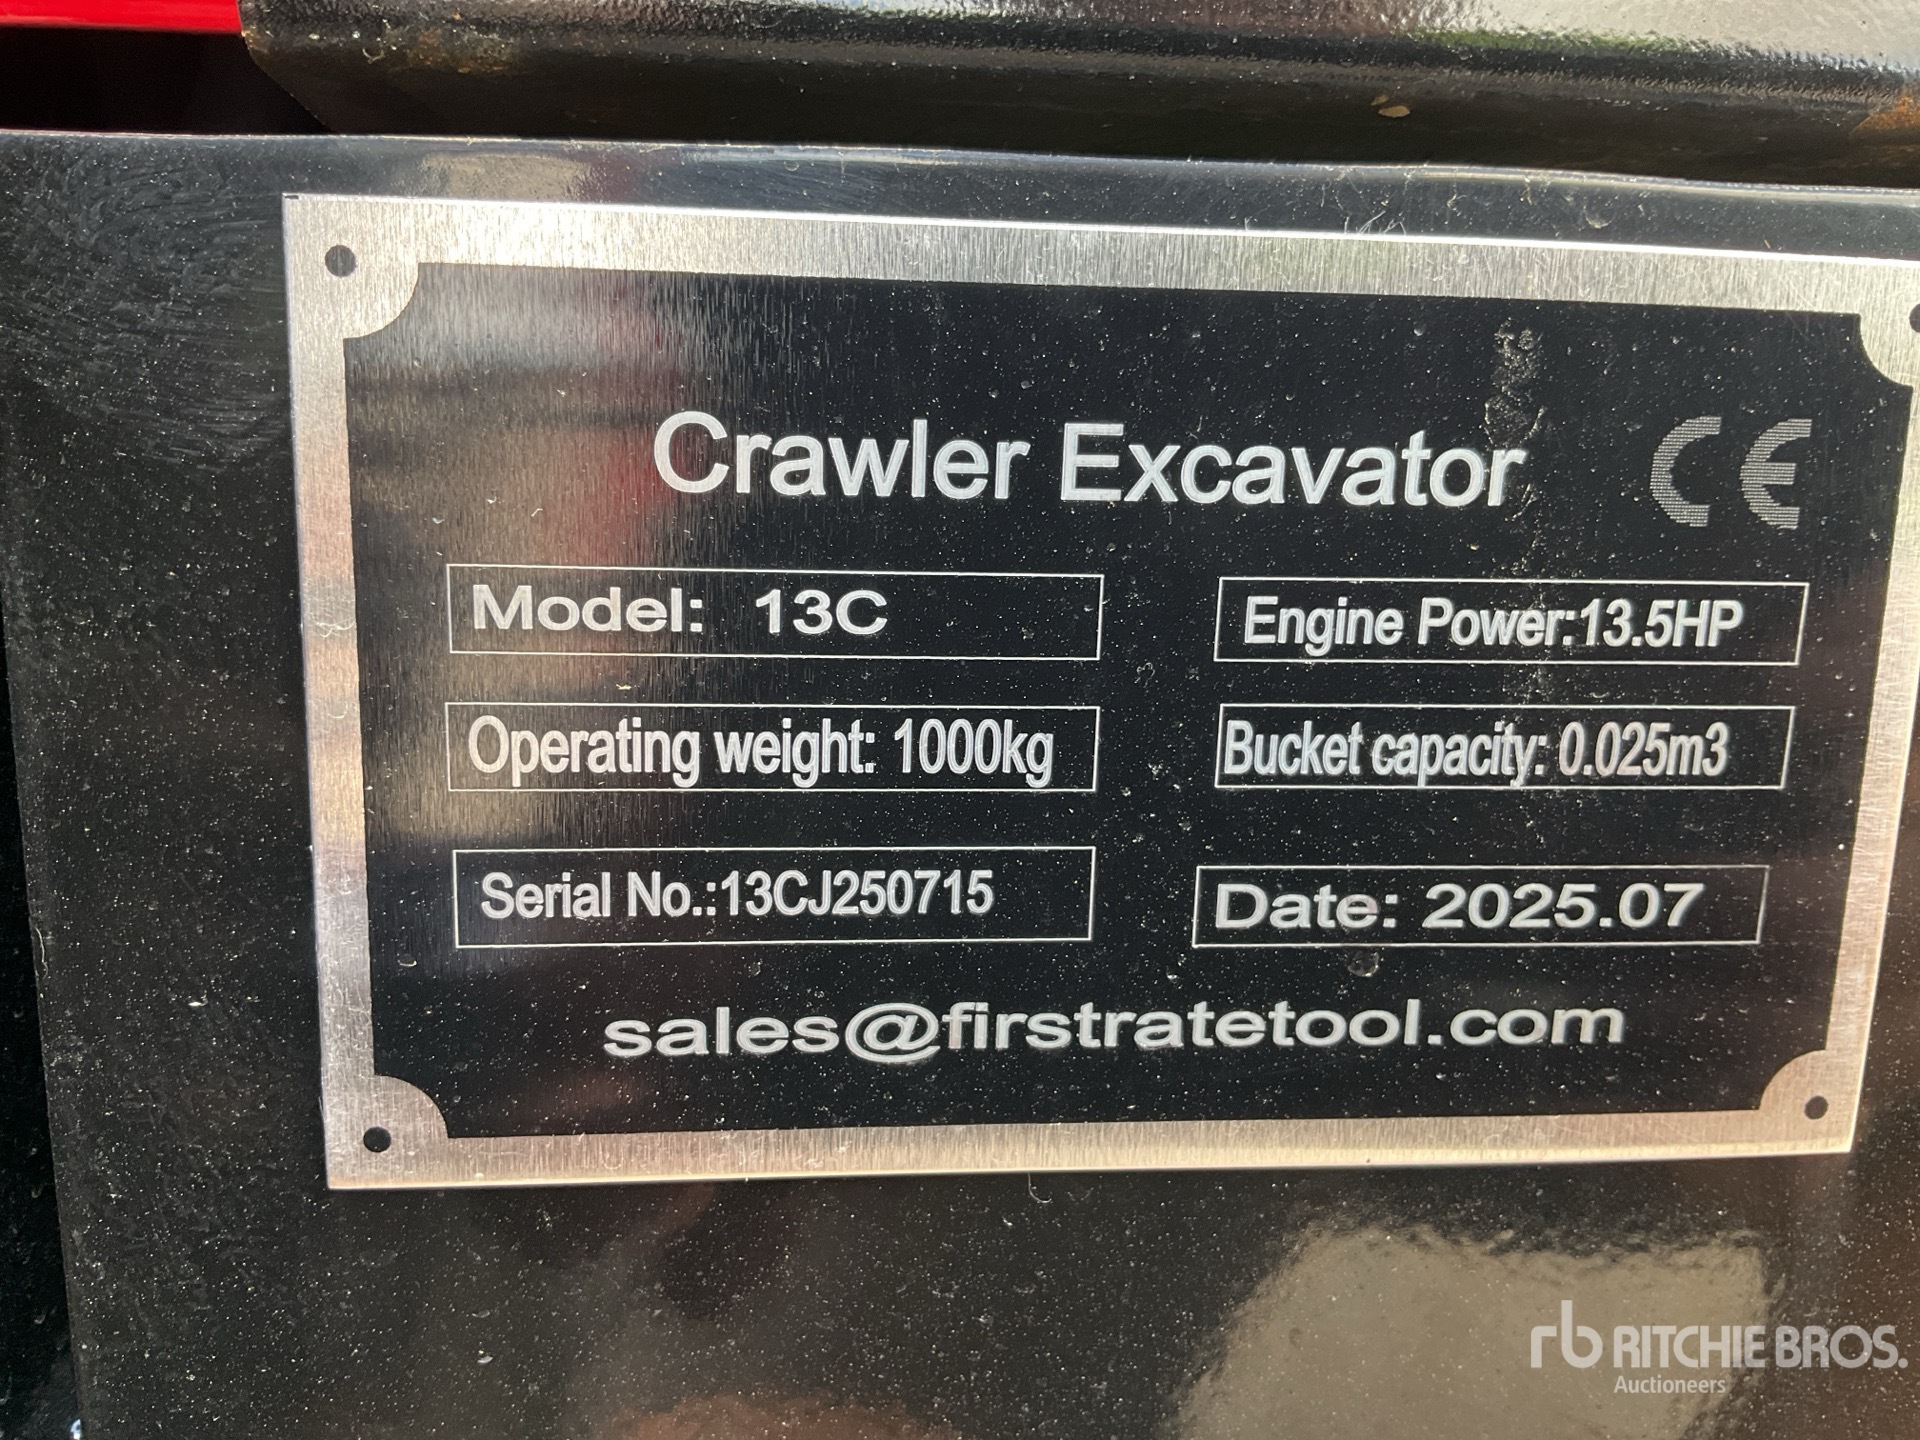 Crawler Excavator CE
Model: 13C
Engine Power:13.5HP
Operating weight: 1000kg
Bucket capacity: 0.025m3
Serial No.:13CJ250715
Date: 2025.07
sales@firstratetool.com
rb RITCHIE BROS.
Auctioneers